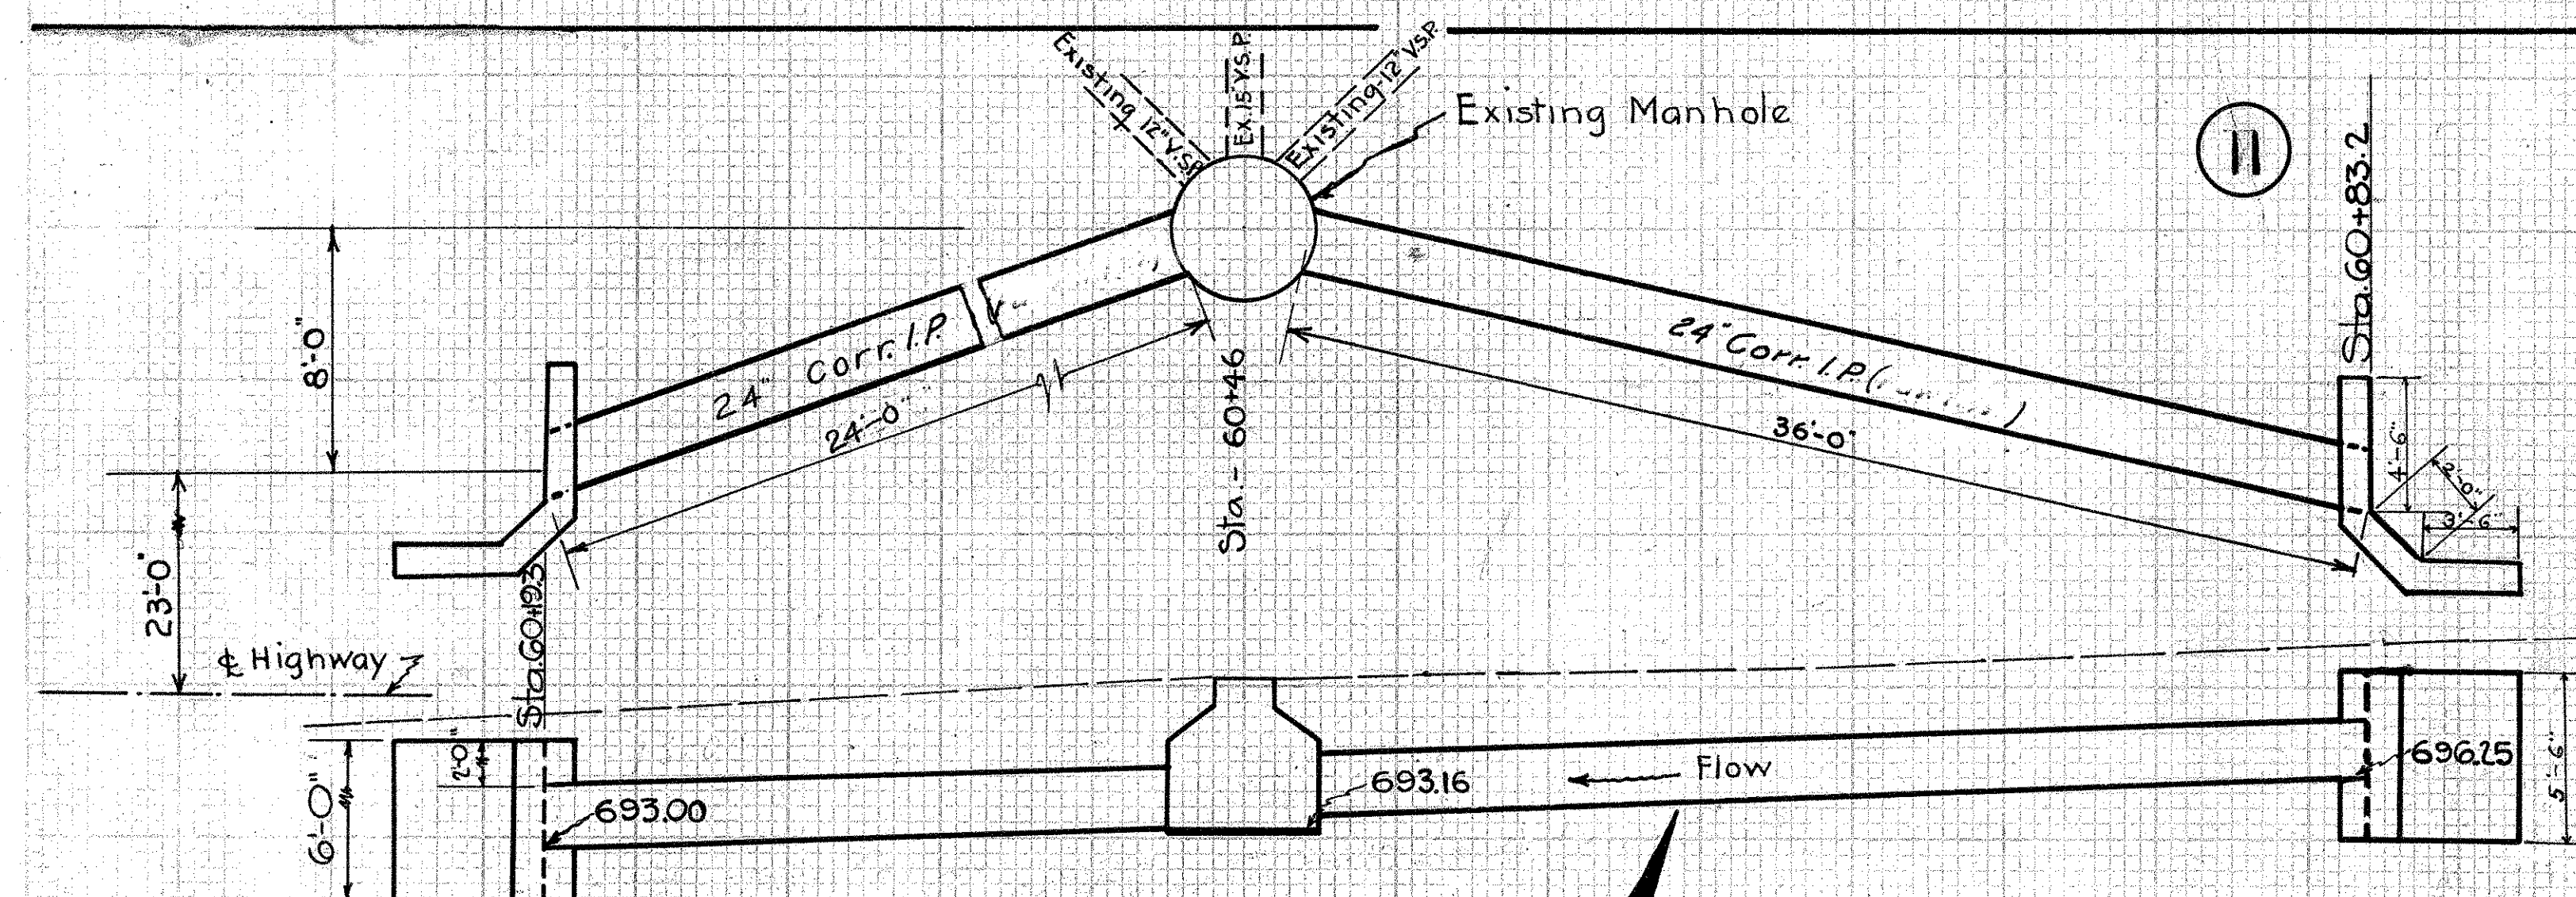 Existing 12" V.S.P.
Ex. 15" V.S.P.
Existing-12" V.S.P.
Existing Manhole
11
Sta. 60+83.2
8'-0"
24" Corr. I.P.
24'-0"
Sta.- 60+46
24" Corr. I.P. (
)
36'-0"
4'-6"
2'-0"
3'-6"
23'-0"
℄ Highway
Sta. 60+19.3
6'-0"
2'-0"
693.00
693.16
Flow
696.25
5'-6"